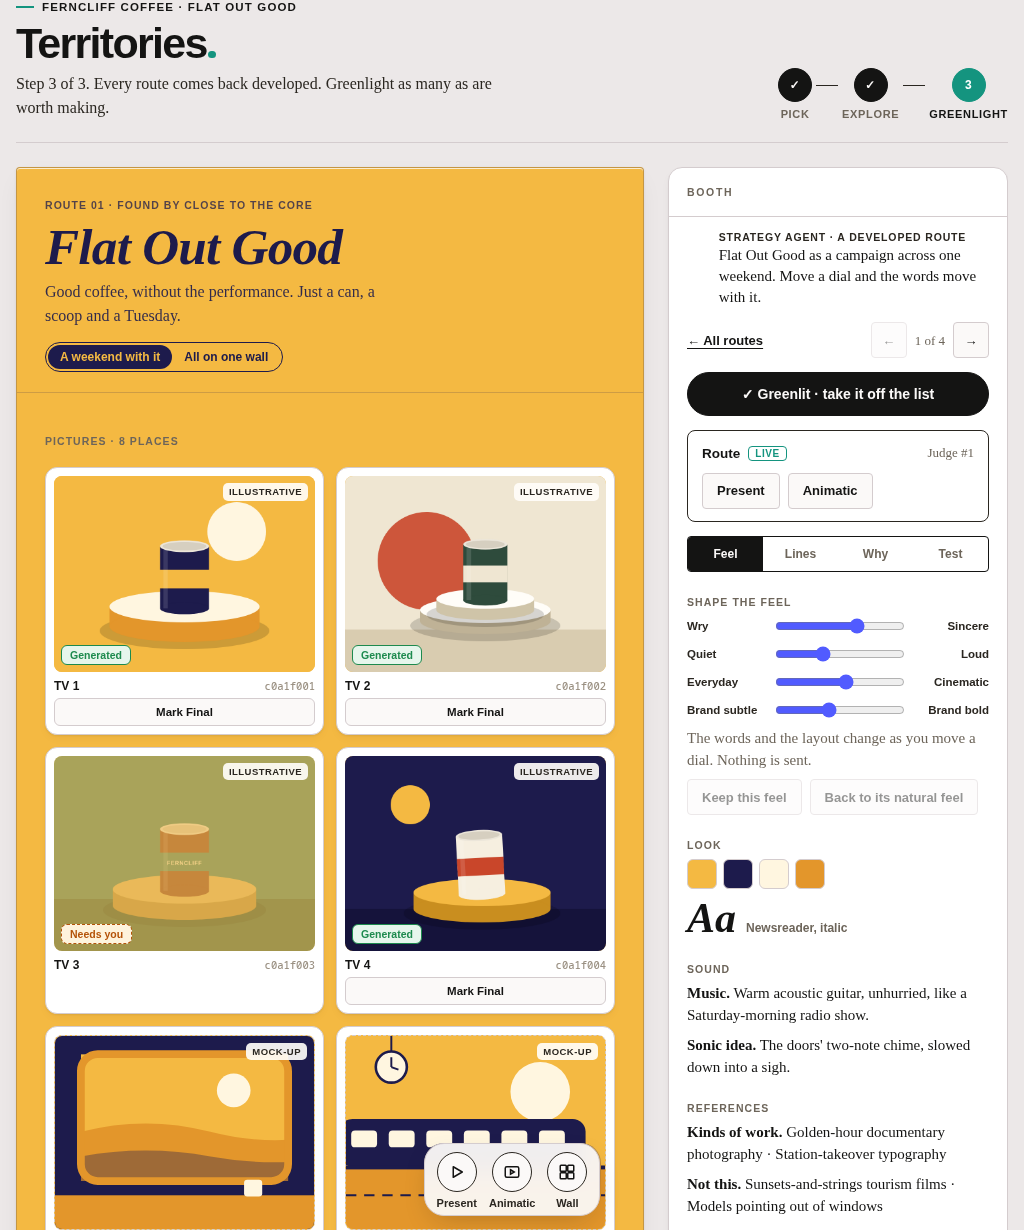 FERNCLIFF COFFEE · FLAT OUT GOOD
Territories.
Step 3 of 3. Every route comes back developed. Greenlight as many as are
worth making.
✓
✓
3
PICK
EXPLORE
GREENLIGHT
ROUTE 01 · FOUND BY CLOSE TO THE CORE
Flat Out Good
Good coffee, without the performance. Just a can, a
scoop and a Tuesday.
A weekend with it
All on one wall
PICTURES · 8 PLACES
ILLUSTRATIVE
Generated
TV 1
c0a1f001
Mark Final
ILLUSTRATIVE
Generated
TV 2
c0a1f002
Mark Final
ILLUSTRATIVE
FERNCLIFF
Needs you
TV 3
c0a1f003
ILLUSTRATIVE
Generated
TV 4
c0a1f004
Mark Final
MOCK-UP
MOCK-UP
Present
Animatic
Wall
BOOTH
STRATEGY AGENT · A DEVELOPED ROUTE
Flat Out Good as a campaign across one
weekend. Move a dial and the words move
with it.
← All routes
←
1 of 4
→
✓ Greenlit · take it off the list
Route
LIVE
Judge #1
Present
Animatic
Feel
Lines
Why
Test
SHAPE THE FEEL
Wry
Sincere
Quiet
Loud
Everyday
Cinematic
Brand subtle
Brand bold
The words and the layout change as you move a
dial. Nothing is sent.
Keep this feel
Back to its natural feel
LOOK
Aa
Newsreader, italic
SOUND
Music. Warm acoustic guitar, unhurried, like a
Saturday-morning radio show.
Sonic idea. The doors' two-note chime, slowed
down into a sigh.
REFERENCES
Kinds of work. Golden-hour documentary
photography · Station-takeover typography
Not this. Sunsets-and-strings tourism films ·
Models pointing out of windows